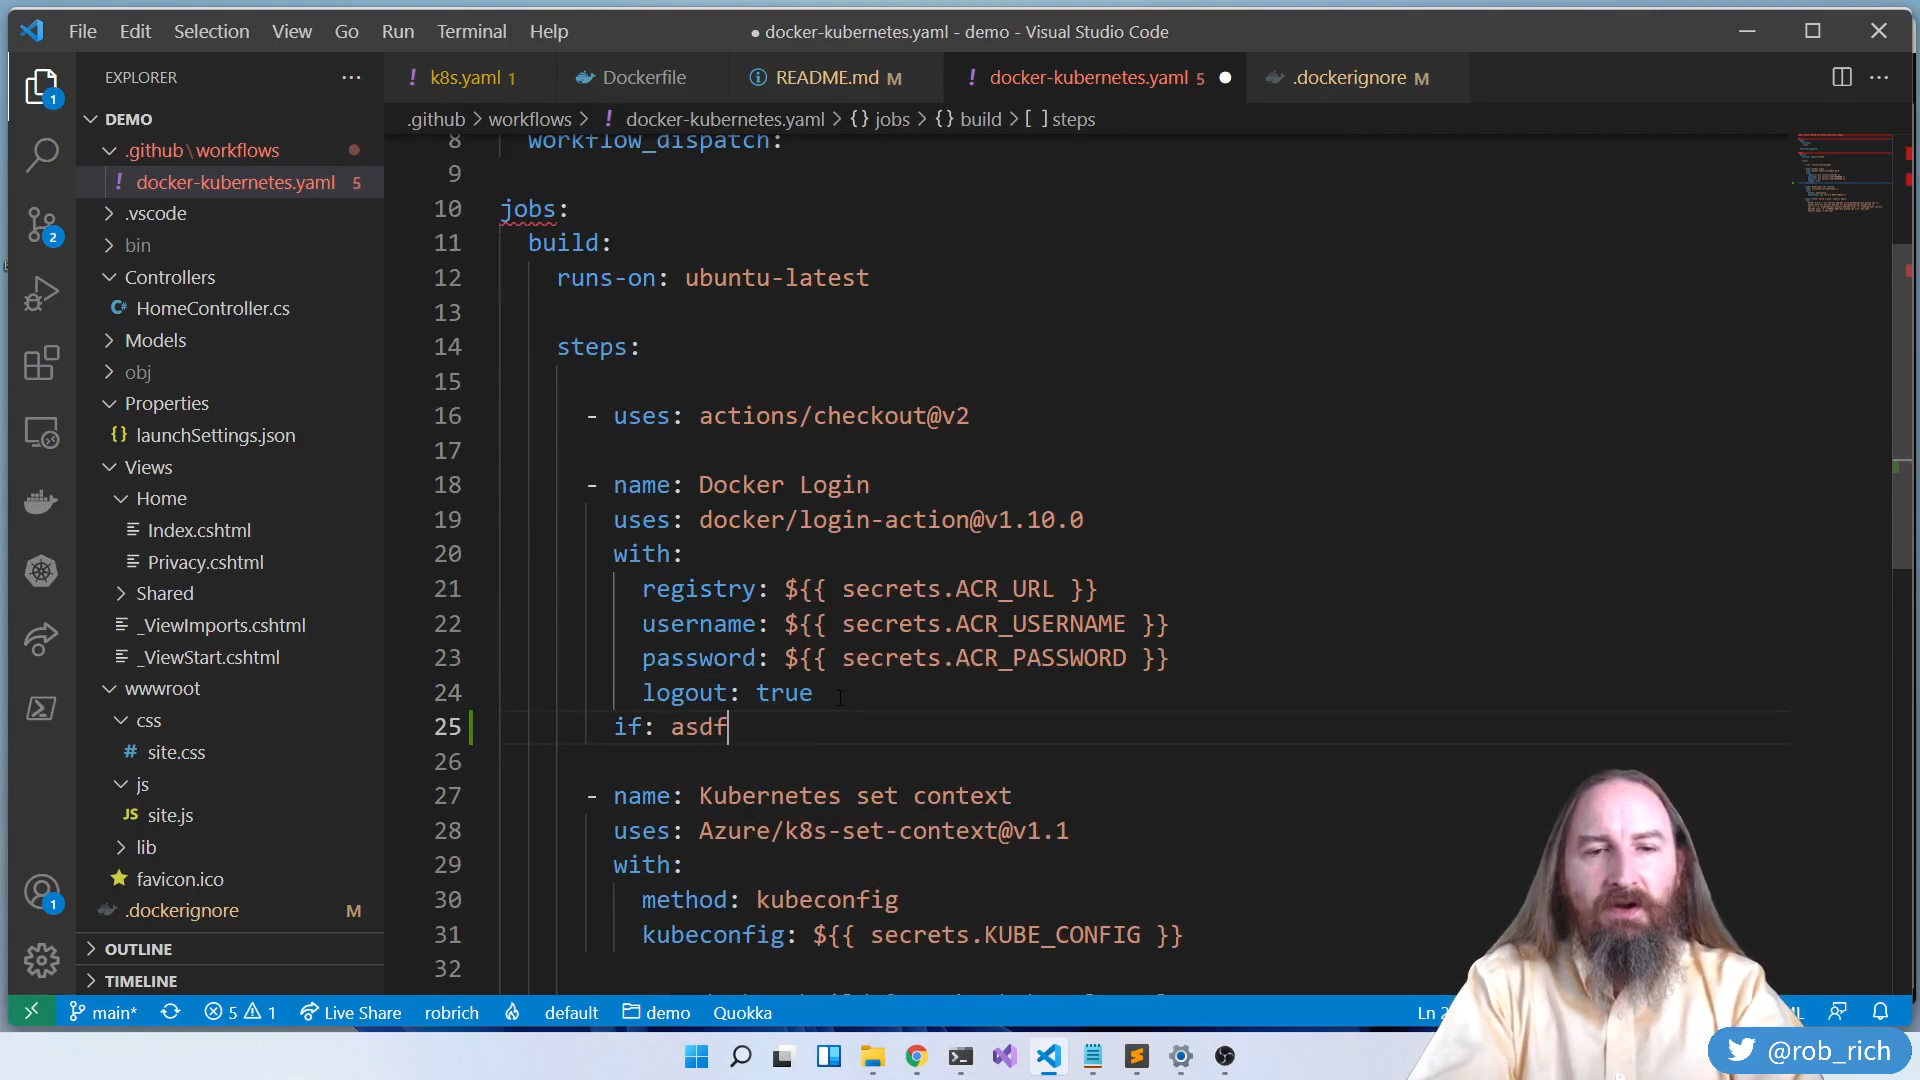 File Edit Selection View Go Run Terminal Help
● docker-kubernetes.yaml - demo - Visual Studio Code
EXPLORER ...
! k8s.yaml 1
Dockerfile
README.md M
! docker-kubernetes.yaml 5
.dockerignore M
.github > workflows > ! docker-kubernetes.yaml > {} jobs > {} build > [ ] steps
1
2
1
DEMO
.github\workflows
! docker-kubernetes.yaml 5
.vscode
bin
Controllers
C# HomeController.cs
Models
obj
Properties
{} launchSettings.json
Views
Home
Index.cshtml
Privacy.cshtml
Shared
_ViewImports.cshtml
_ViewStart.cshtml
wwwroot
css
# site.css
js
JS site.js
lib
favicon.ico
.dockerignore M
OUTLINE
TIMELINE
8 workflow_dispatch:
9
10 jobs:
11 build:
12 runs-on: ubuntu-latest
13
14 steps:
15
16 - uses: actions/checkout@v2
17
18 - name: Docker Login
19 uses: docker/login-action@v1.10.0
20 with:
21 registry: ${{ secrets.ACR_URL }}
22 username: ${{ secrets.ACR_USERNAME }}
23 password: ${{ secrets.ACR_PASSWORD }}
24 logout: true
25 if: asdf
26
27 - name: Kubernetes set context
28 uses: Azure/k8s-set-context@v1.1
29 with:
30 method: kubeconfig
31 kubeconfig: ${{ secrets.KUBE_CONFIG }}
32
main* 5 1 Live Share robrich default demo Quokka
@rob_rich